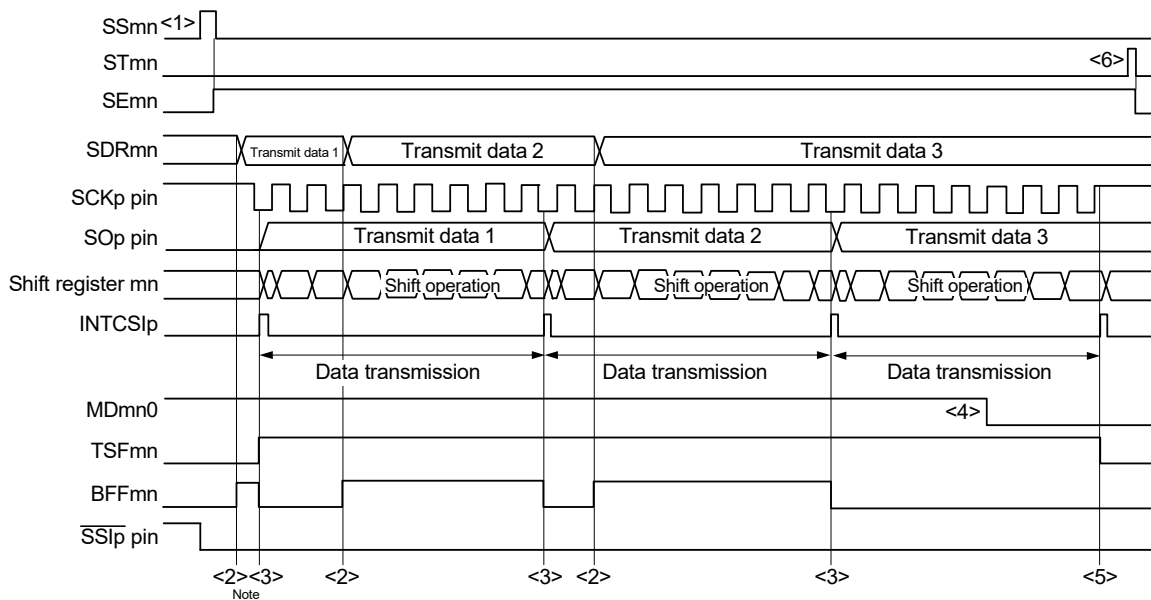 SSmn <1>
STmn <6>
SEmn
SDRmn Transmit data 1 Transmit data 2 Transmit data 3
SCKp pin
SOp pin Transmit data 1 Transmit data 2 Transmit data 3
Shift register mn Shift operation Shift operation Shift operation
INTCSIp
Data transmission Data transmission Data transmission
MDmn0 <4>
TSFmn
BFFmn
SSIp pin
<2> <3> <2> <3> <2> <3> <5>
Note